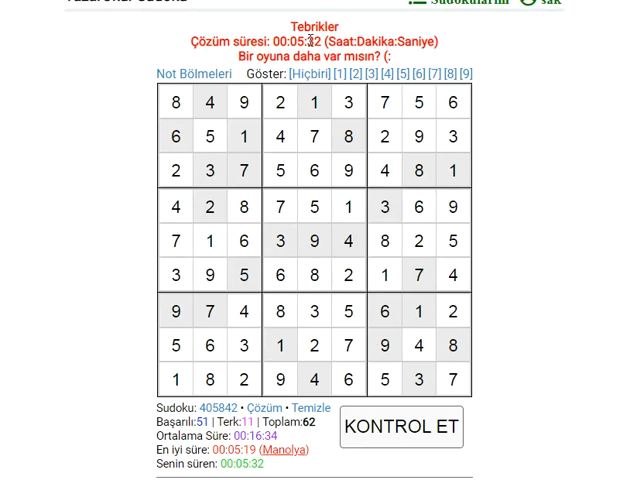 Tebrikler
Çözüm süresi: 00:05:32 (Saat:Dakika:Saniye)
Bir oyuna daha var mısın? (:
Not Bölmeleri Göster: [Hiçbiri] [1] [2] [3] [4] [5] [6] [7] [8] [9]
8 4 9 2 1 3 7 5 6
6 5 1 4 7 8 2 9 3
2 3 7 5 6 9 4 8 1
4 2 8 7 5 1 3 6 9
7 1 6 3 9 4 8 2 5
3 9 5 6 8 2 1 7 4
9 7 4 8 3 5 6 1 2
5 6 3 1 2 7 9 4 8
1 8 2 9 4 6 5 3 7
Sudoku: 405842 • Çözüm • Temizle
Başarılı:51 | Terk:11 | Toplam:62
Ortalama Süre: 00:16:34
En iyi süre: 00:05:19 (Manolya)
Senin süren: 00:05:32
KONTROL ET